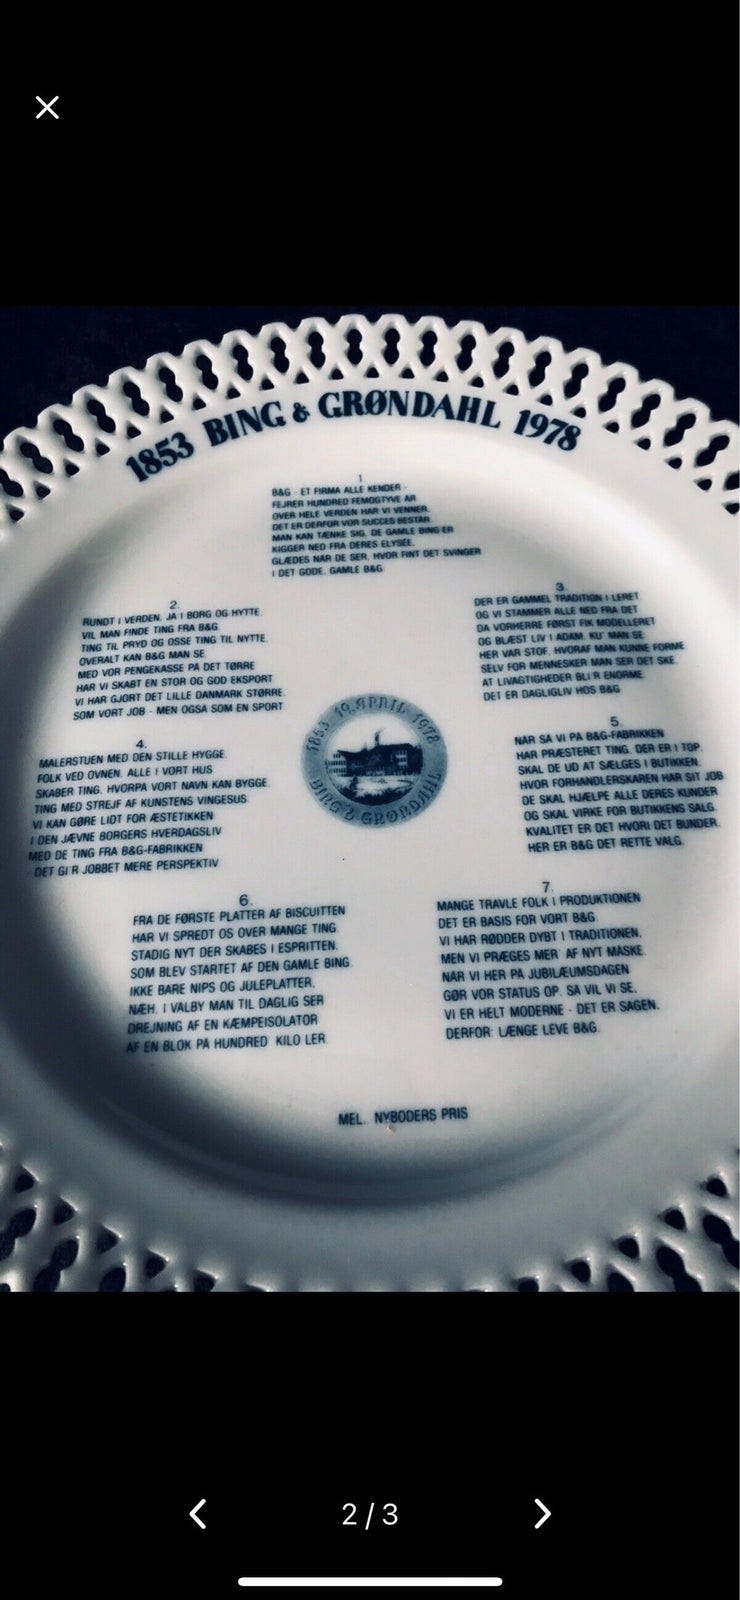 1853 BING & GRØNDAHL 1978
1
B&G - ET FIRMA ALLE KENDER -
FEJRER HUNDRED FEMOGTYVE ÅR
OVER HELE VERDEN HAR VI VENNER.
DET ER DERFOR VOR SUCCES BESTÅR
MAN KAN TÆNKE SIG, DE GAMLE BING ER
KIGGER NED FRA DERES ELYSÉE.
GLÆDES NÅR DE SER, HVOR FINT DET SVINGER
I DET GODE, GAMLE B&G
2.
RUNDT I VERDEN, JA I BORG OG HYTTE
VIL MAN FINDE TING FRA B&G.
TING TIL PRYD OG OSSE TING TIL NYTTE.
OVERALT KAN B&G MAN SE.
MED VOR PENGEKASSE PÅ DET TØRRE
HAR VI SKABT EN STOR OG GOD EKSPORT
VI HAR GJORT DET LILLE DANMARK STØRRE.
SOM VORT JOB - MEN OGSÅ SOM EN SPORT
3.
DER ER GAMMEL TRADITION I LERET
OG VI STAMMER ALLE NED FRA DET
DA VORHERRE FØRST FIK MODELLERET
OG BLÆST LIV I ADAM, KU' MAN SE
HER VAR STOF, HVORAF MAN KUNNE FORME
SELV FOR MENNESKER MAN SER DET SKE.
AT LIVAGTIGHEDER BLI'R ENORME
DET ER DAGLIGLIV HOS B&G
1853 19. APRIL 1978
BING & GRØNDAHL
4.
MALERSTUEN MED DEN STILLE HYGGE.
FOLK VED OVNEN, ALLE I VORT HUS
SKABER TING, HVORPÅ VORT NAVN KAN BYGGE.
TING MED STREJF AF KUNSTENS VINGESUS
VI KAN GØRE LIDT FOR ÆSTETIKKEN
I DEN JÆVNE BORGERS HVERDAGSLIV
MED DE TING FRA B&G-FABRIKKEN
- DET GI'R JOBBET MERE PERSPEKTIV
5.
NÅR SÅ VI PÅ B&G-FABRIKKEN
HAR PRÆSTERET TING, DER ER I TOP,
SKAL DE UD AT SÆLGES I BUTIKKEN.
HVOR FORHANDLERSKAREN HAR SIT JOB
DE SKAL HJÆLPE ALLE DERES KUNDER
OG SKAL VIRKE FOR BUTIKKENS SALG.
KVALITET ER DET HVORI DET BUNDER.
HER ER B&G DET RETTE VALG.
6.
FRA DE FØRSTE PLATTER AF BISCUITTEN
HAR VI SPREDT OS OVER MANGE TING
STADIG NYT DER SKABES I ESPRITTEN.
SOM BLEV STARTET AF DEN GAMLE BING.
IKKE BARE NIPS OG JULEPLATTER.
NÆH, I VALBY MAN TIL DAGLIG SER
DREJNING AF EN KÆMPEISOLATOR
AF EN BLOK PÅ HUNDRED KILO LER
7.
MANGE TRAVLE FOLK I PRODUKTIONEN
DET ER BASIS FOR VORT B&G
VI HAR RØDDER DYBT I TRADITIONEN.
MEN VI PRÆGES MER' AF NYT MÅSKE.
NÅR VI HER PÅ JUBILÆUMSDAGEN
GØR VOR STATUS OP, SÅ VIL VI SE,
VI ER HELT MODERNE - DET ER SAGEN.
DERFOR: LÆNGE LEVE B&G.
MEL. NYBODERS PRIS
2 / 3